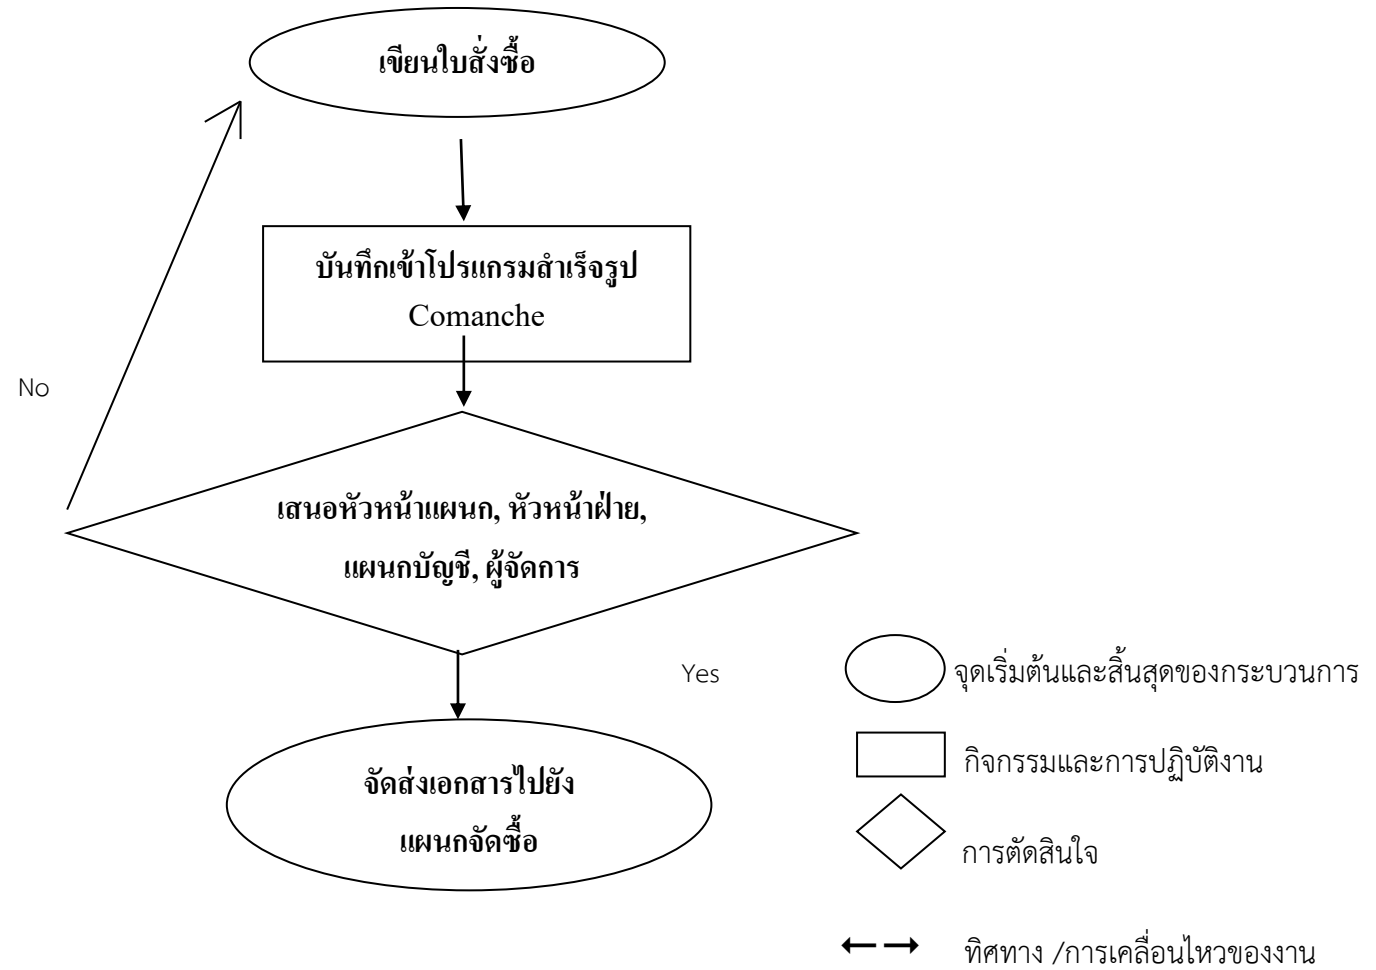 เขียนใบสั่งซื้อ
บันทึกเข้าโปรแกรมสำเร็จรูป
Comanche
No
เสนอหัวหน้าแผนก, หัวหน้าฝ่าย,
แผนกบัญชี, ผู้จัดการ
Yes
จัดส่งเอกสารไปยัง
แผนกจัดซื้อ
จุดเริ่มต้นและสิ้นสุดของกระบวนการ
กิจกรรมและการปฏิบัติงาน
การตัดสินใจ
ทิศทาง /การเคลื่อนไหวของงาน